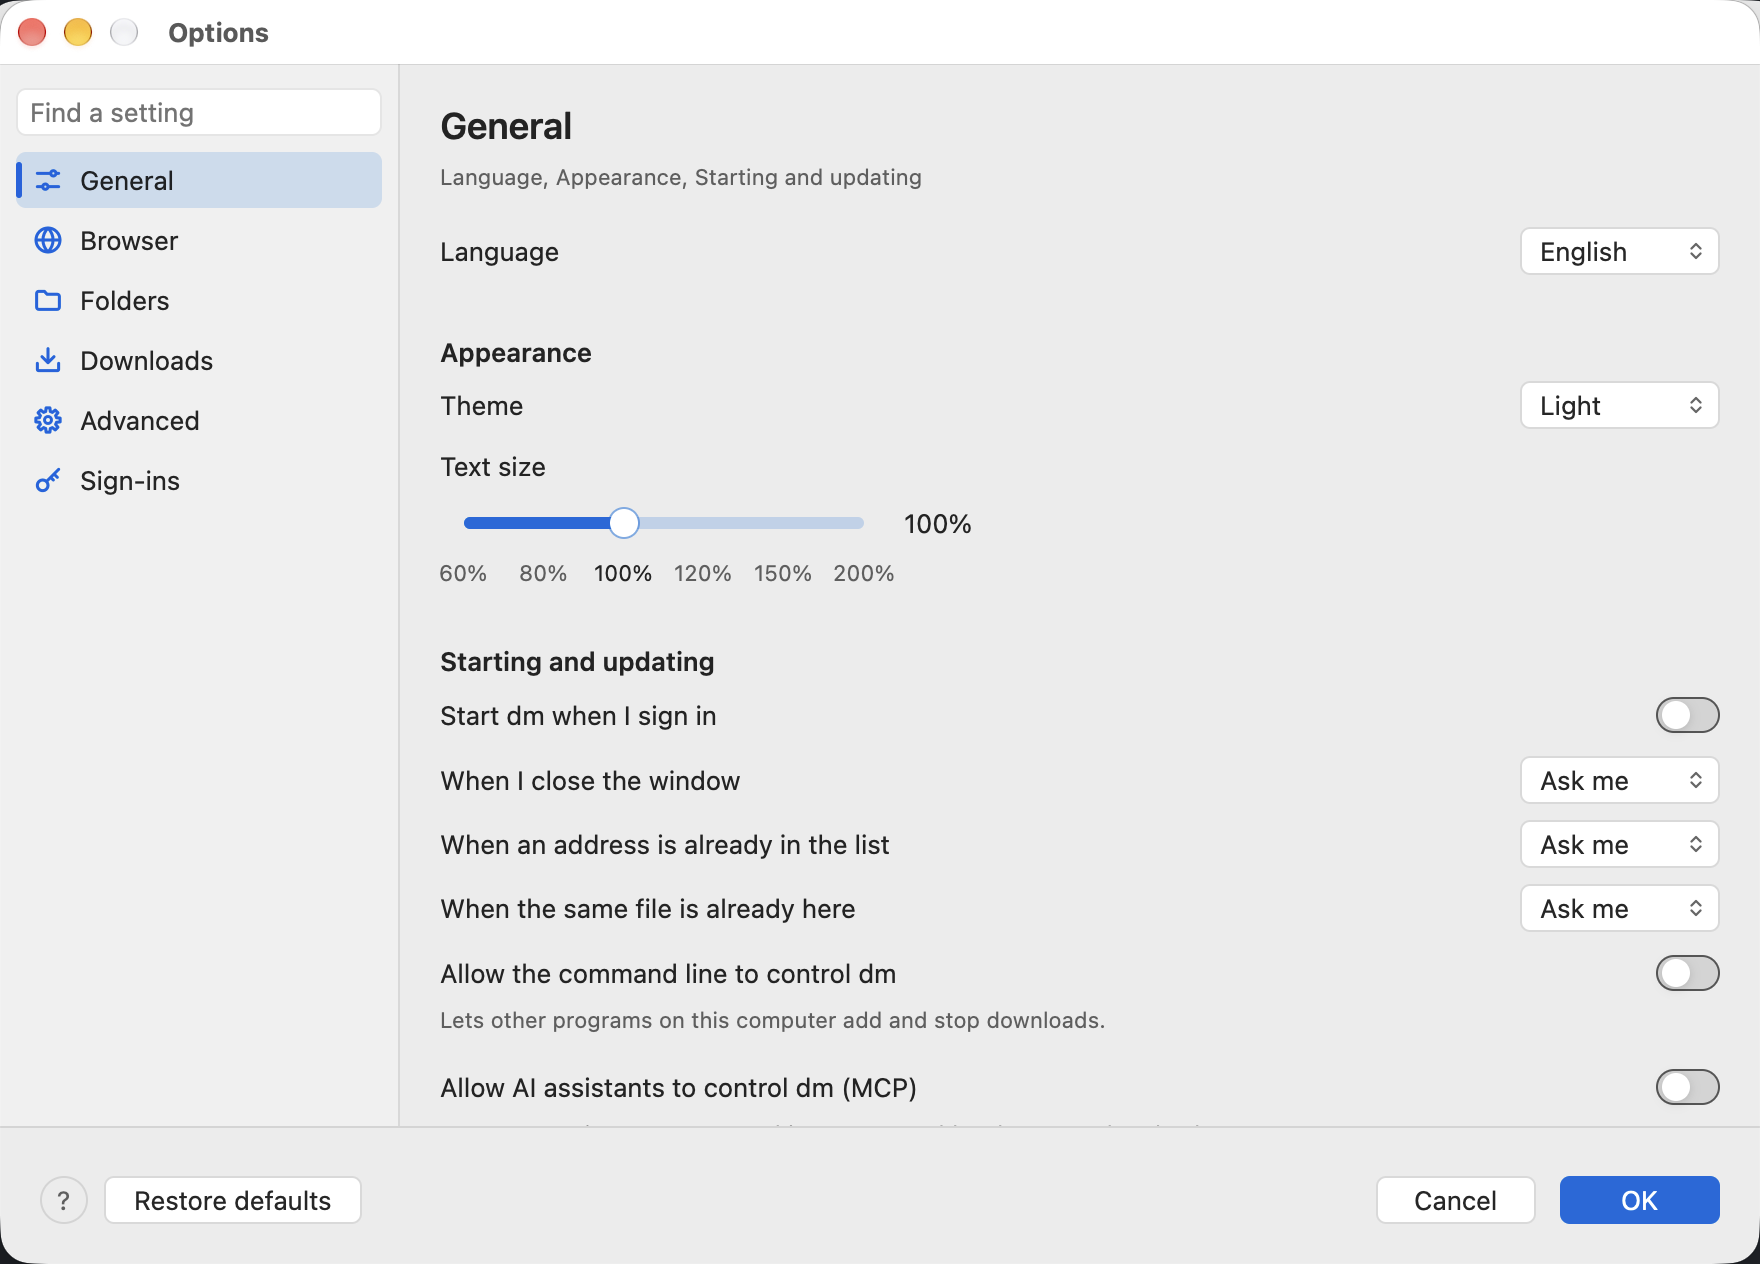 Options
Find a setting
General
Browser
Folders
Downloads
Advanced
Sign-ins
General
Language, Appearance, Starting and updating
Language
English
Appearance
Theme
Light
Text size
100%
60% 80% 100% 120% 150% 200%
Starting and updating
Start dm when I sign in
When I close the window
Ask me
When an address is already in the list
Ask me
When the same file is already here
Ask me
Allow the command line to control dm
Lets other programs on this computer add and stop downloads.
Allow AI assistants to control dm (MCP)
?
Restore defaults
Cancel
OK